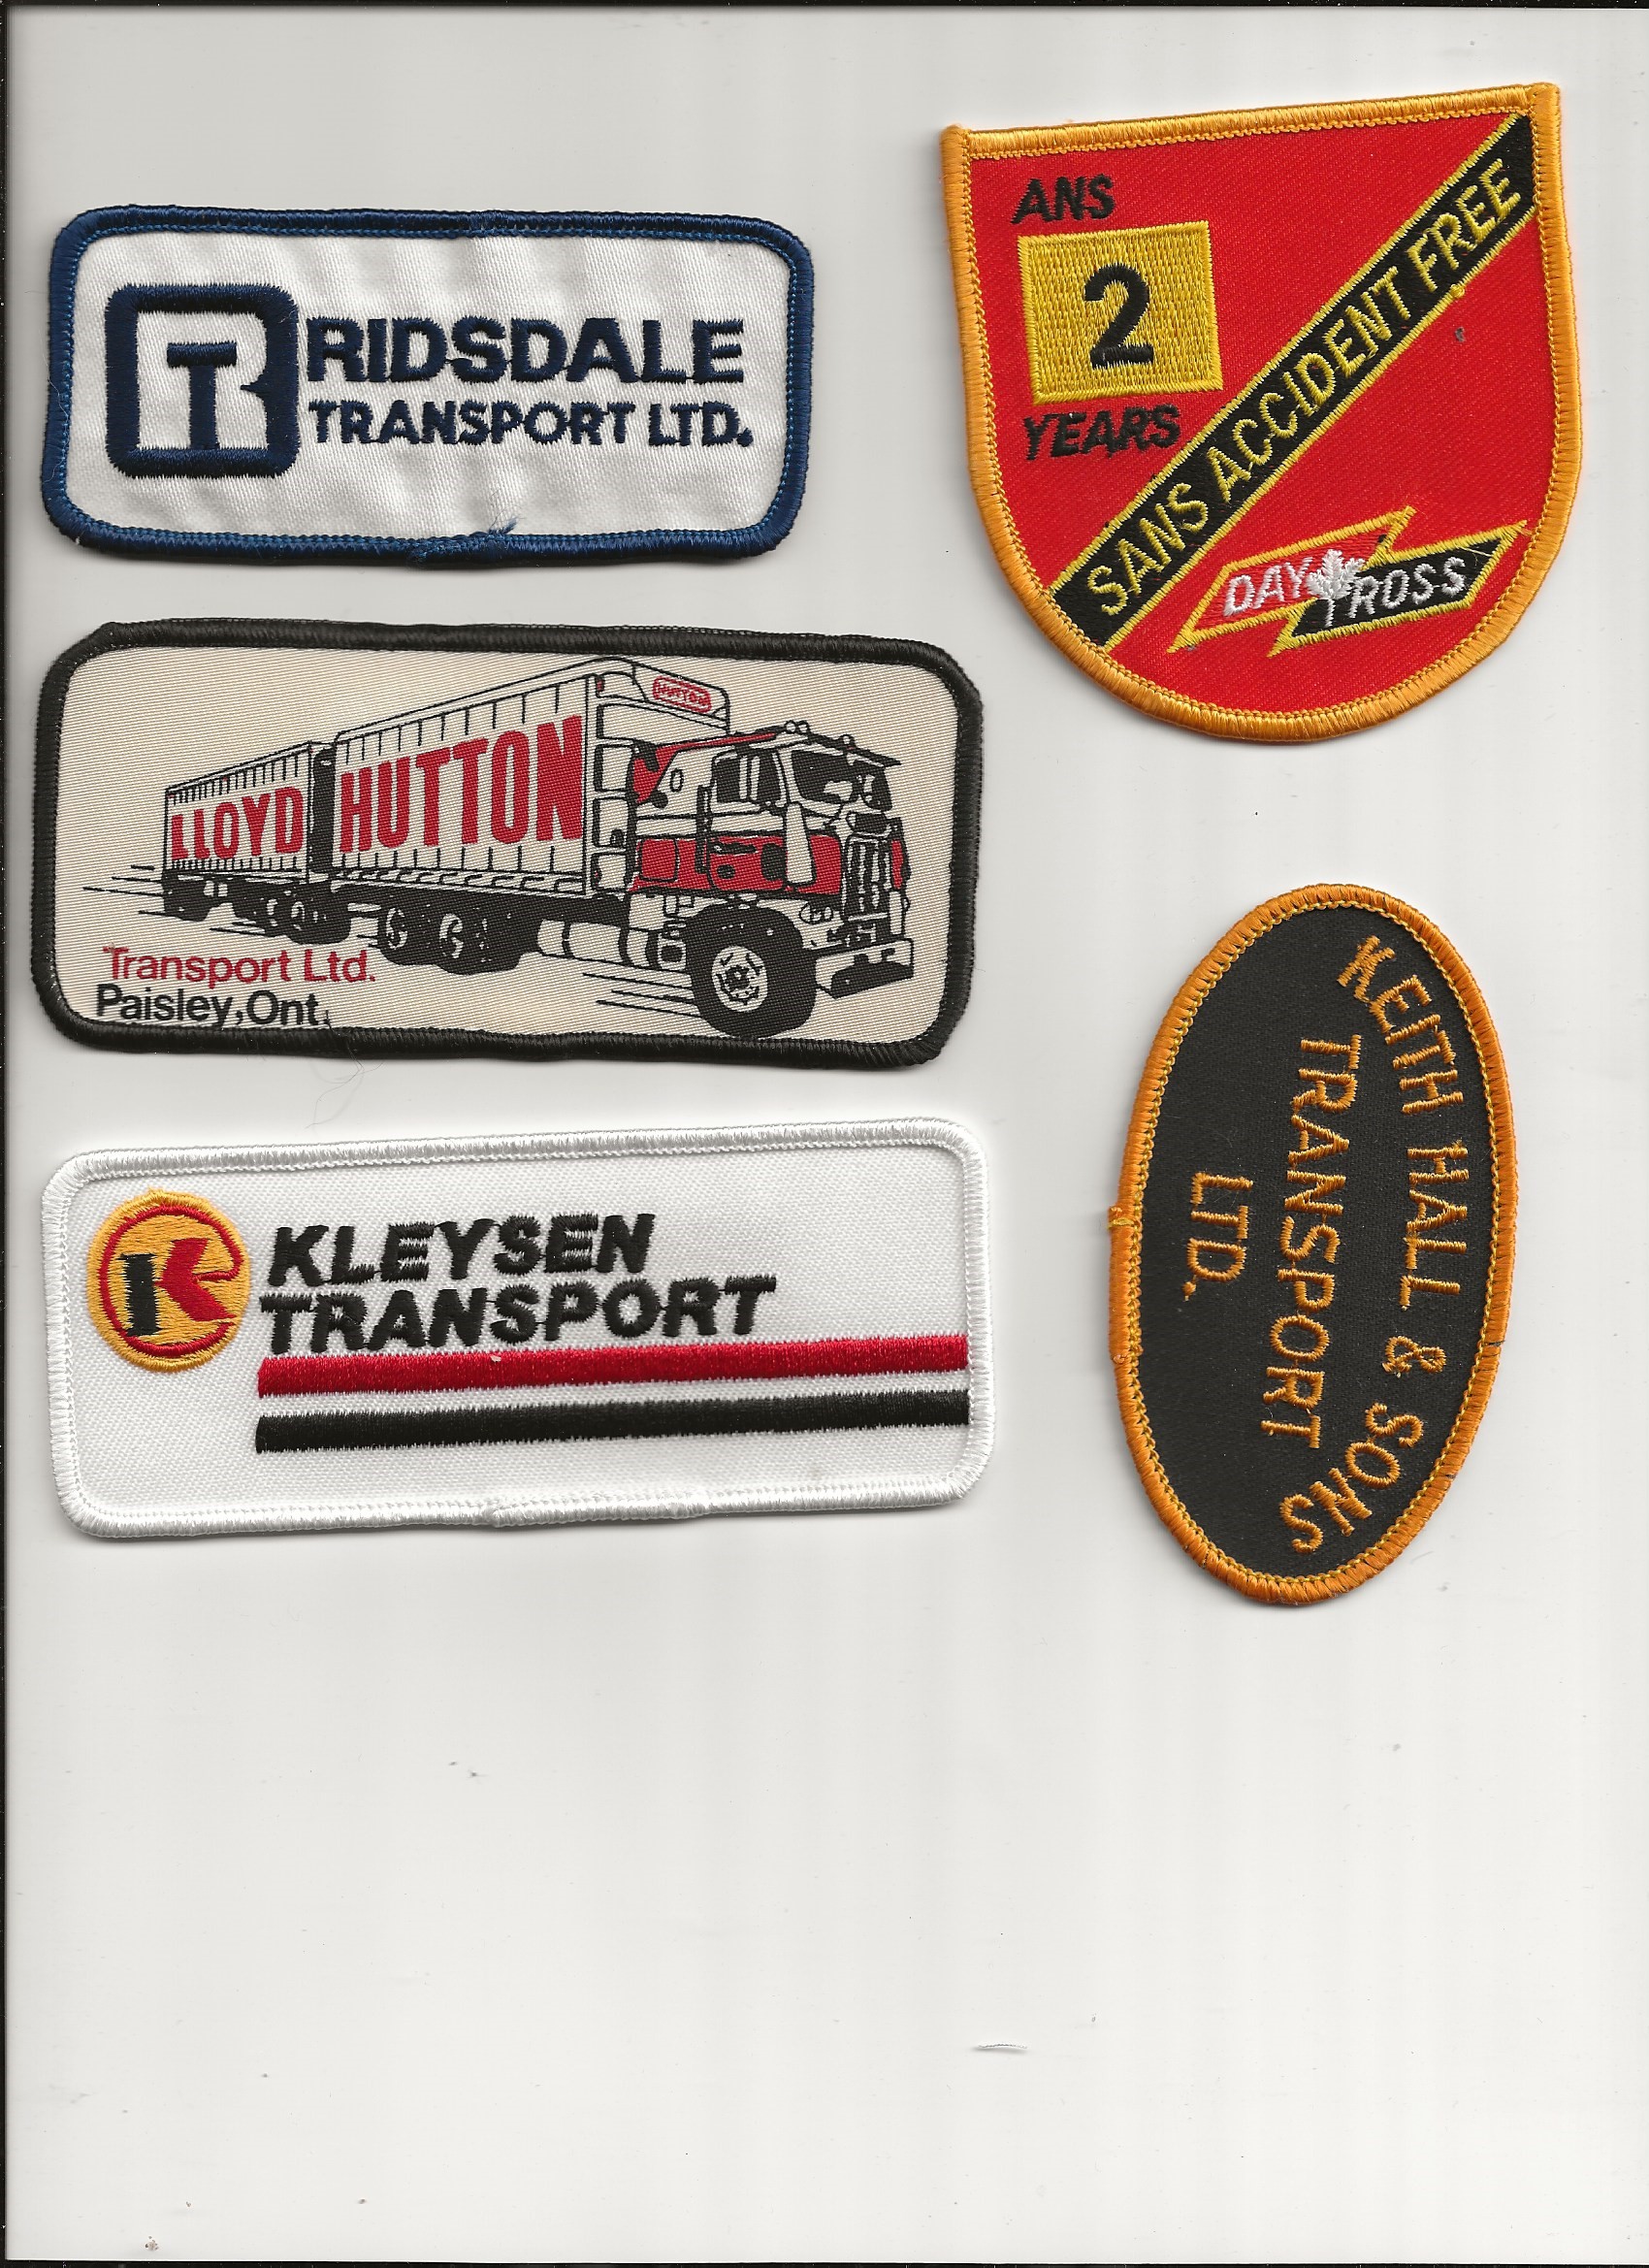 RIDSDALE
TRANSPORT LTD.
ANS
2
YEARS
SANS ACCIDENT FREE
DAY ROSS
HUTTON
LLOYD HUTTON
Transport Ltd.
Paisley, Ont.
KLEYSEN
TRANSPORT
KEITH HALL & SONS
TRANSPORT
LTD.